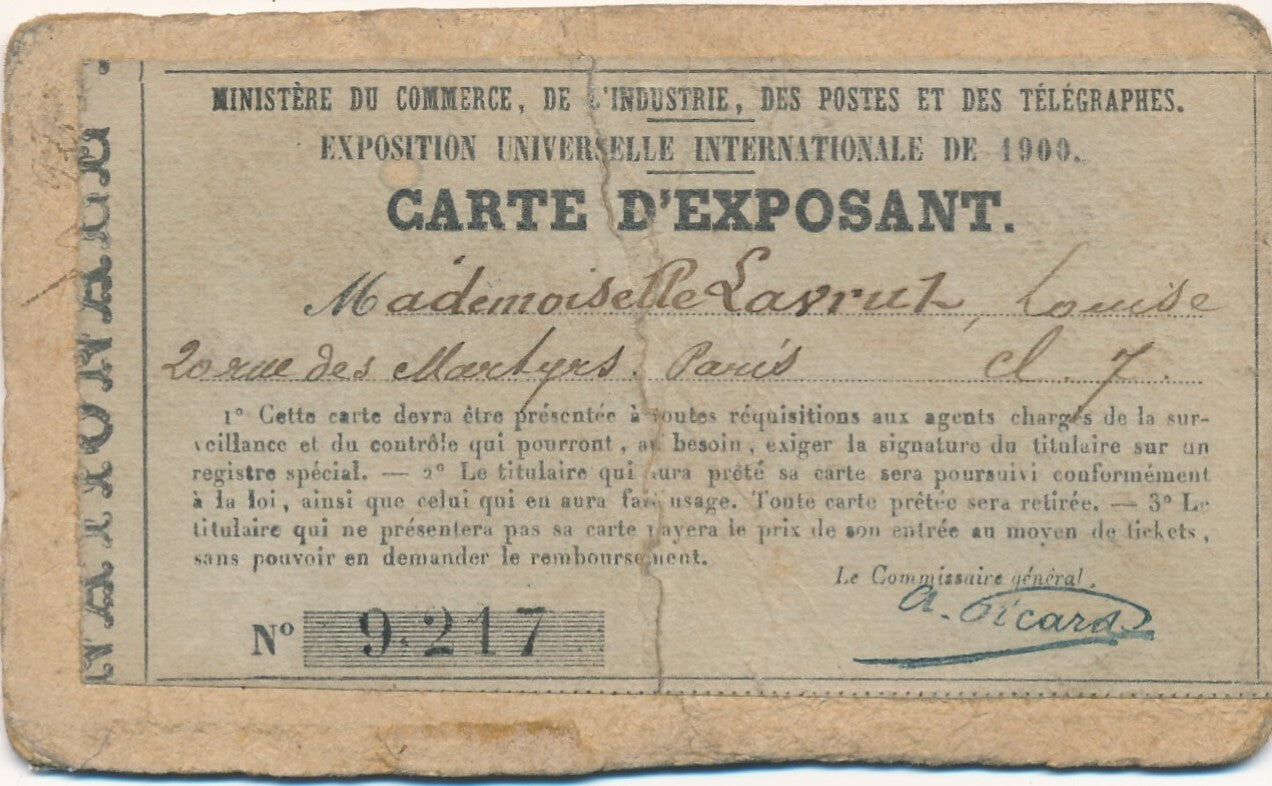 MINISTÈRE DU COMMERCE, DE L'INDUSTRIE, DES POSTES ET DES TÉLÉGRAPHES.
EXPOSITION UNIVERSELLE INTERNATIONALE DE 1900.
CARTE D'EXPOSANT.
Mademoiselle Lavrut, Louise
20 rue des Martyrs. Paris cl. 7.
1° Cette carte devra être présentée à toutes réquisitions aux agents chargés de la sur-
veillance et du contrôle qui pourront, au besoin, exiger la signature du titulaire sur un
registre spécial. — 2° Le titulaire qui aura prêté sa carte sera poursuivi conformément
à la loi, ainsi que celui qui en aura fait usage. Toute carte prêtée sera retirée. — 3° Le
titulaire qui ne présentera pas sa carte payera le prix de son entrée au moyen de tickets,
sans pouvoir en demander le remboursement.
Le Commissaire général.
A. Picard
N° 9.217